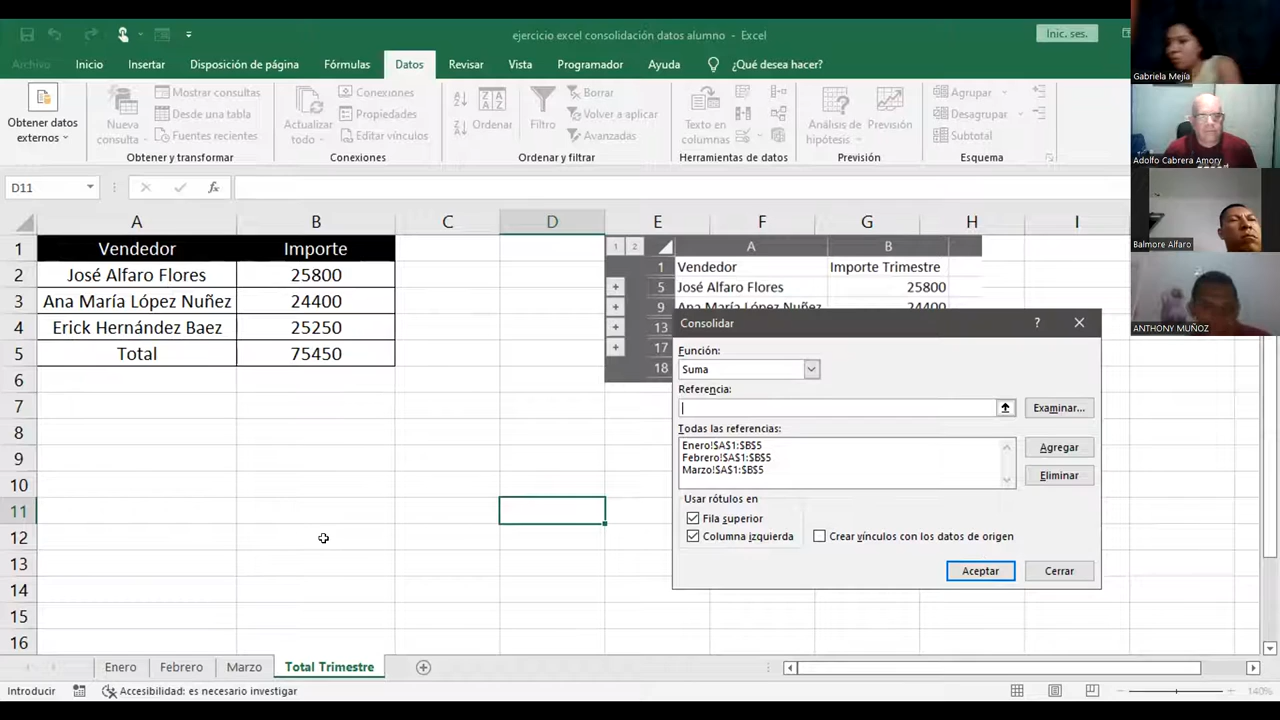 ejercicio excel consolidación datos alumno - Excel
Inic. ses.
Archivo Inicio Insertar Disposición de página Fórmulas Datos Revisar Vista Programador Ayuda ¿Qué desea hacer?
Obtener datos externos
Nueva consulta
Mostrar consultas
Desde una tabla
Fuentes recientes
Obtener y transformar
Actualizar todo
Conexiones
Propiedades
Editar vínculos
Conexiones
Ordenar
Filtro
Borrar
Volver a aplicar
Avanzadas
Ordenar y filtrar
Texto en columnas
Herramientas de datos
Análisis de hipótesis
Previsión
Previsión
Agrupar
Desagrupar
Subtotal
Esquema
D11
fx
A B C D E F G H I
1 Vendedor Importe
2 José Alfaro Flores 25800
3 Ana María López Nuñez 24400
4 Erick Hernández Baez 25250
5 Total 75450
6
7
8
9
10
11
12
13
14
15
16
1 2 A B
1 Vendedor Importe Trimestre
5 José Alfaro Flores 25800
9 Ana María López Nuñez 24400
13
17
18
Consolidar ?
Función:
Suma
Referencia:
Examinar...
Todas las referencias:
Enero!$A$1:$B$5
Febrero!$A$1:$B$5
Marzo!$A$1:$B$5
Agregar
Eliminar
Usar rótulos en
Fila superior
Columna izquierda
Crear vínculos con los datos de origen
Aceptar Cerrar
Enero Febrero Marzo Total Trimestre
Introducir Accesibilidad: es necesario investigar 140%
Gabriela Mejía
Adolfo Cabrera Amory
Balmore Alfaro
ANTHONY MUÑOZ